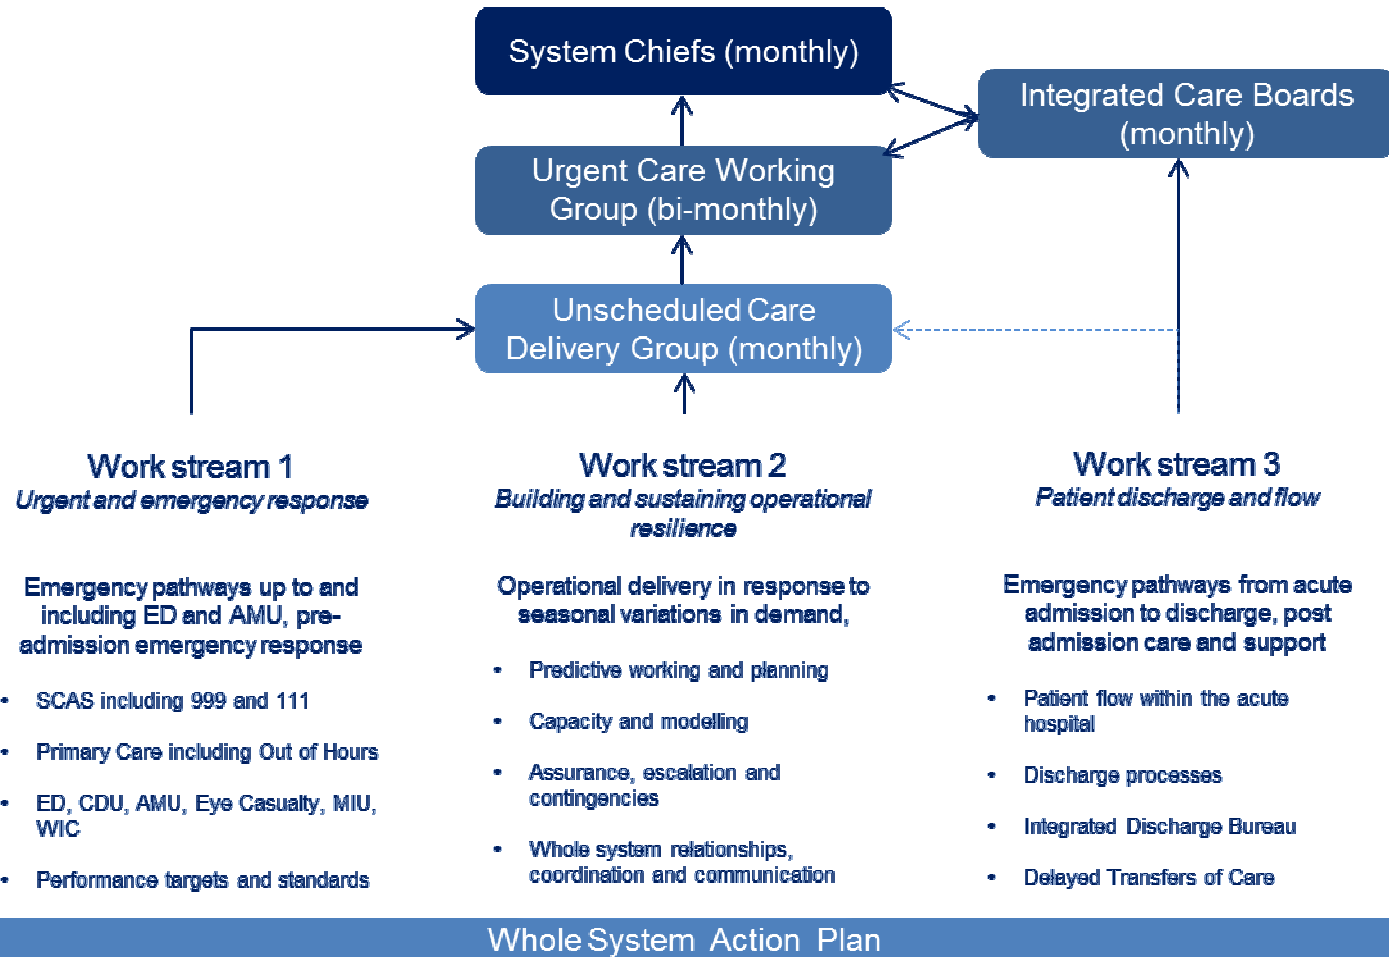 System Chiefs (monthly)
Integrated Care Boards
(monthly)
Urgent Care Working
Group (bi-monthly)
Unscheduled Care
Delivery Group (monthly)
Work stream 1
Urgent and emergency response
Emergency pathways up to and
including ED and AMU, pre-
admission emergency response
• SCAS including 999 and 111
• Primary Care including Out of Hours
• ED, CDU, AMU, Eye Casualty, MIU,
WIC
• Performance targets and standards
Work stream 2
Building and sustaining operational
resilience
Operational delivery in response to
seasonal variations in demand,
• Predictive working and planning
• Capacity and modelling
• Assurance, escalation and
contingencies
• Whole system relationships,
coordination and communication
Work stream 3
Patient discharge and flow
Emergency pathways from acute
admission to discharge, post
admission care and support
• Patient flow within the acute
hospital
• Discharge processes
• Integrated Discharge Bureau
• Delayed Transfers of Care
Whole System Action Plan